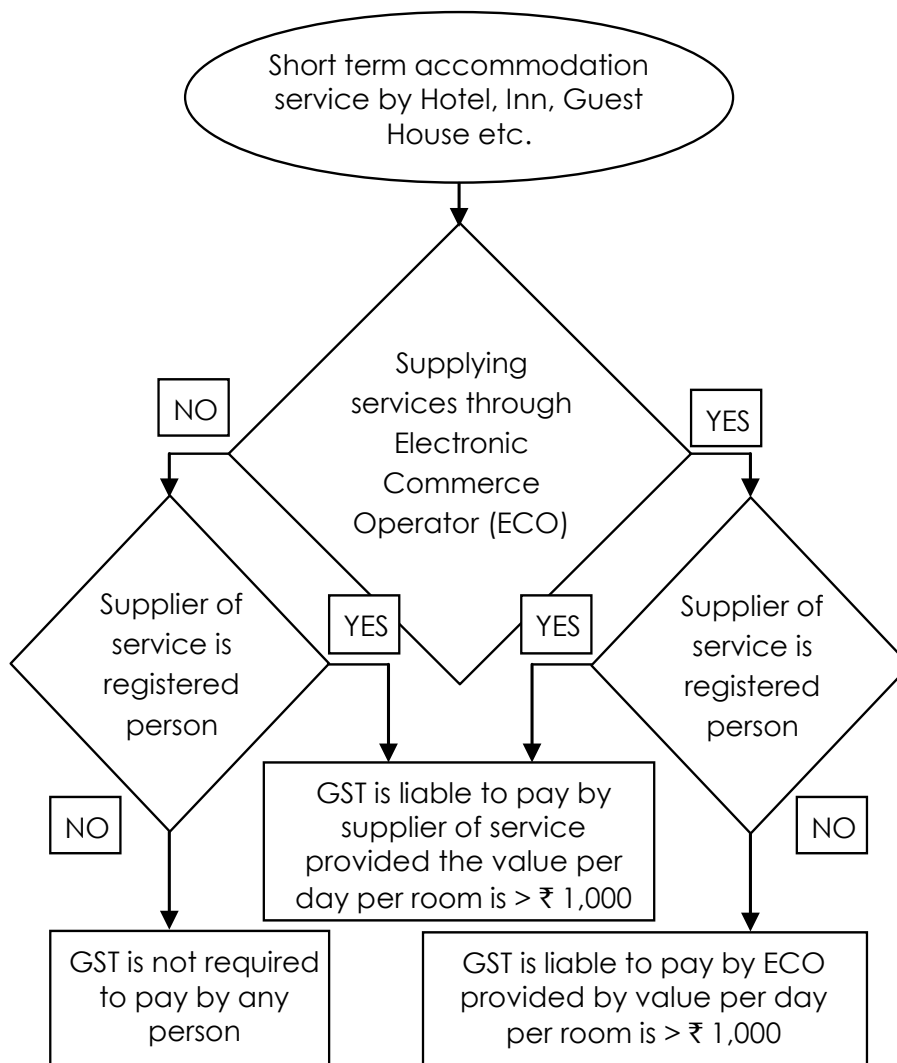 Short term accommodation
service by Hotel, Inn, Guest
House etc.
Supplying
services through
Electronic
Commerce
Operator (ECO)
NO
YES
Supplier of
service is
registered
person
YES
YES
Supplier of
service is
registered
person
NO
GST is liable to pay by
supplier of service
provided the value per
day per room is > ₹ 1,000
NO
GST is not required
to pay by any
person
GST is liable to pay by ECO
provided by value per day
per room is > ₹ 1,000